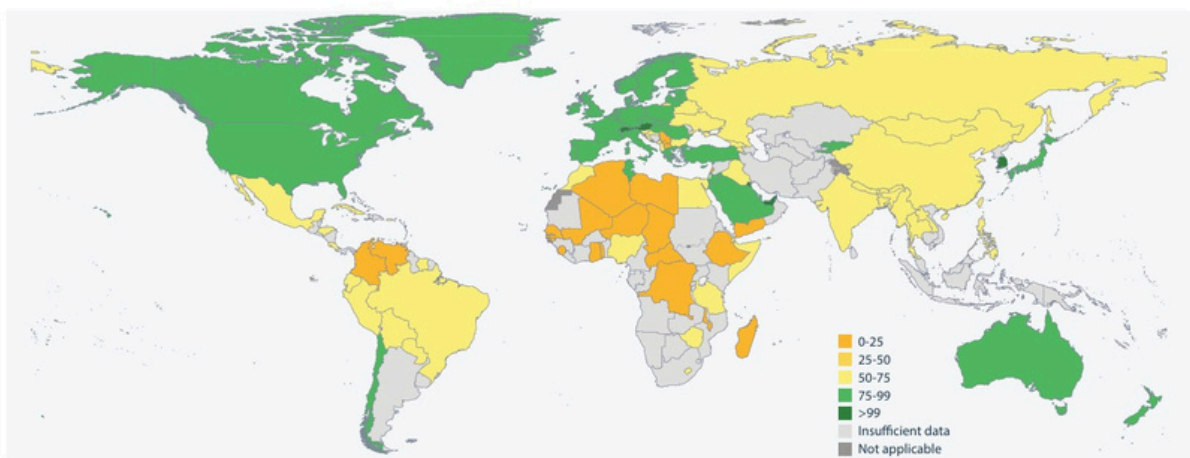 0-25
25-50
50-75
75-99
>99
Insufficient data
Not applicable